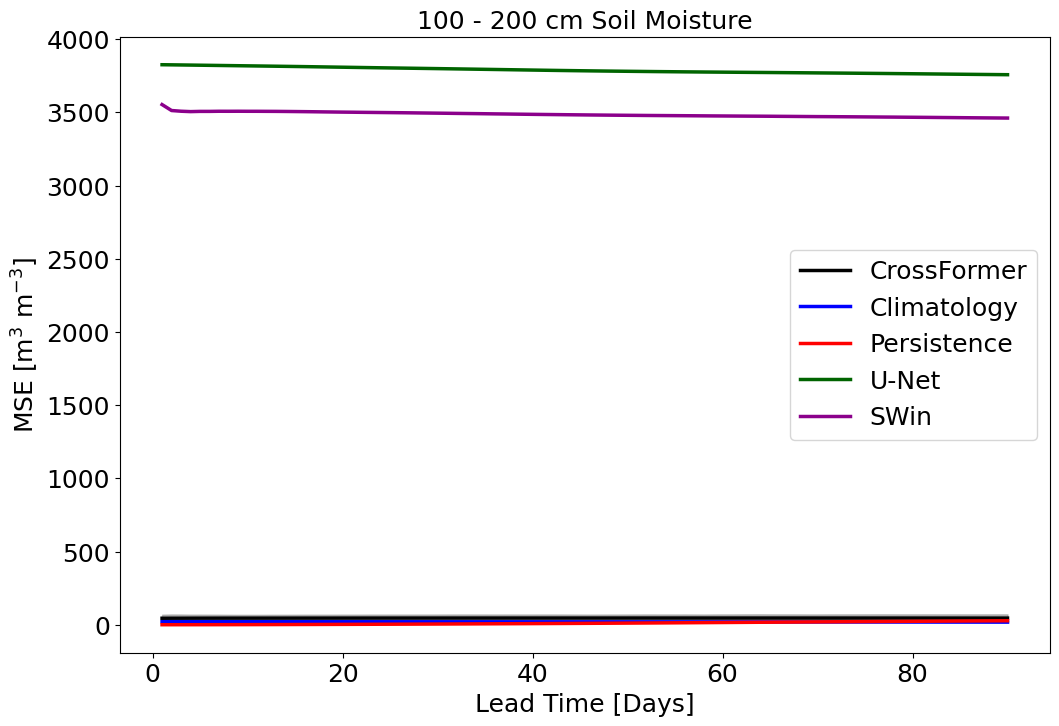 100 - 200 cm Soil Moisture
4000
3500
3000
2500
2000
1500
1000
500
0
MSE [m³ m⁻³]
CrossFormer
Climatology
Persistence
U-Net
SWin
0 20 40 60 80
Lead Time [Days]